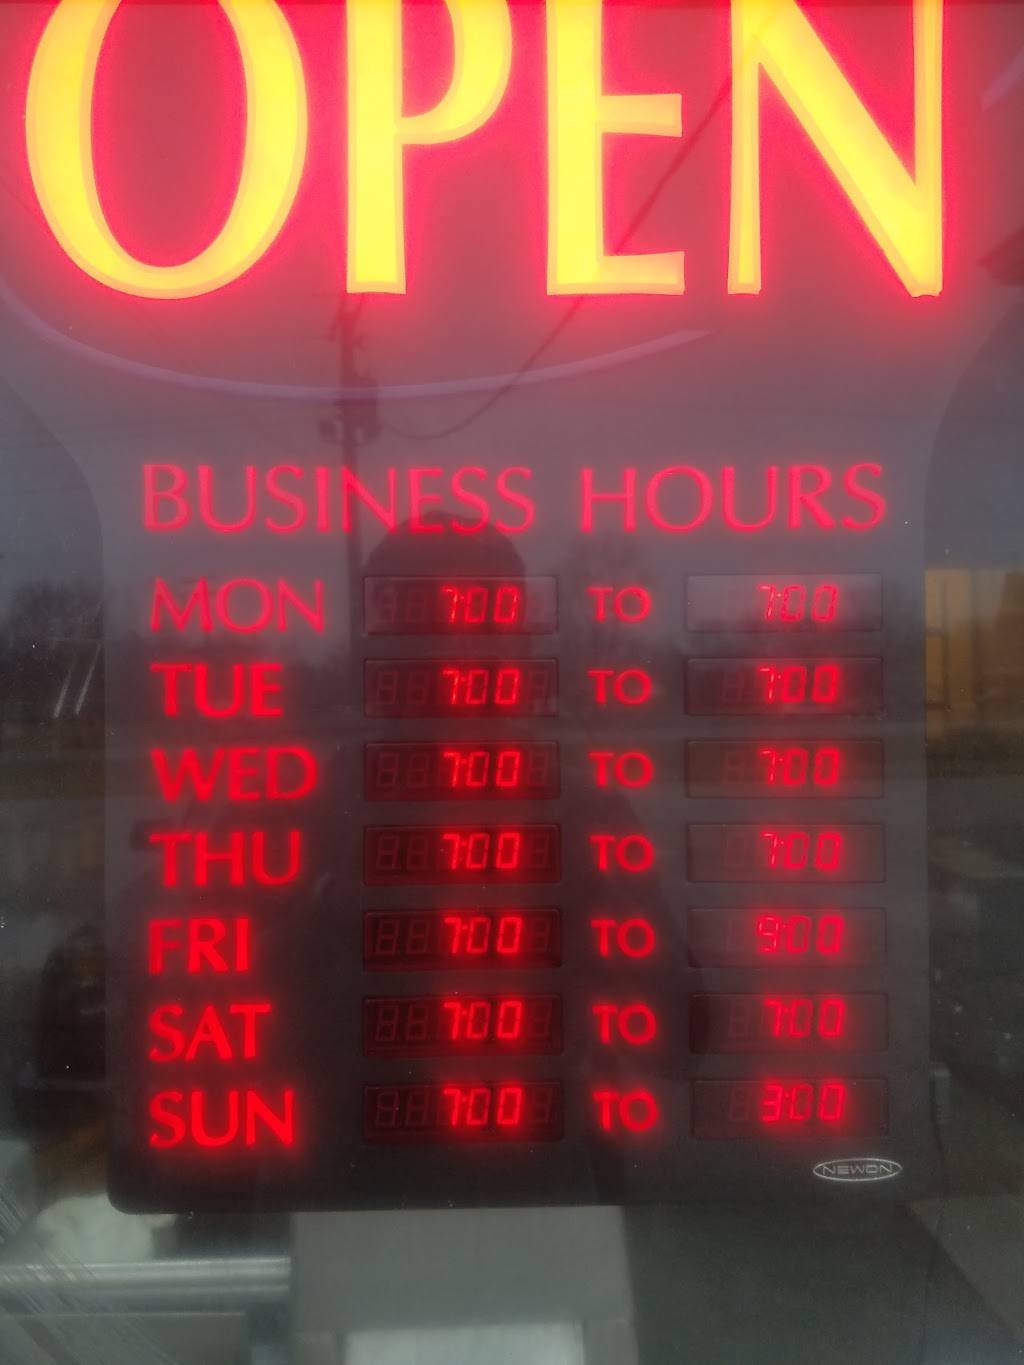 OPEN
BUSINESS HOURS
MON 7:00 TO 7:00
TUE 7:00 TO 7:00
WED 7:00 TO 7:00
THU 7:00 TO 7:00
FRI 7:00 TO 9:00
SAT 7:00 TO 7:00
SUN 7:00 TO 3:00
NEWON